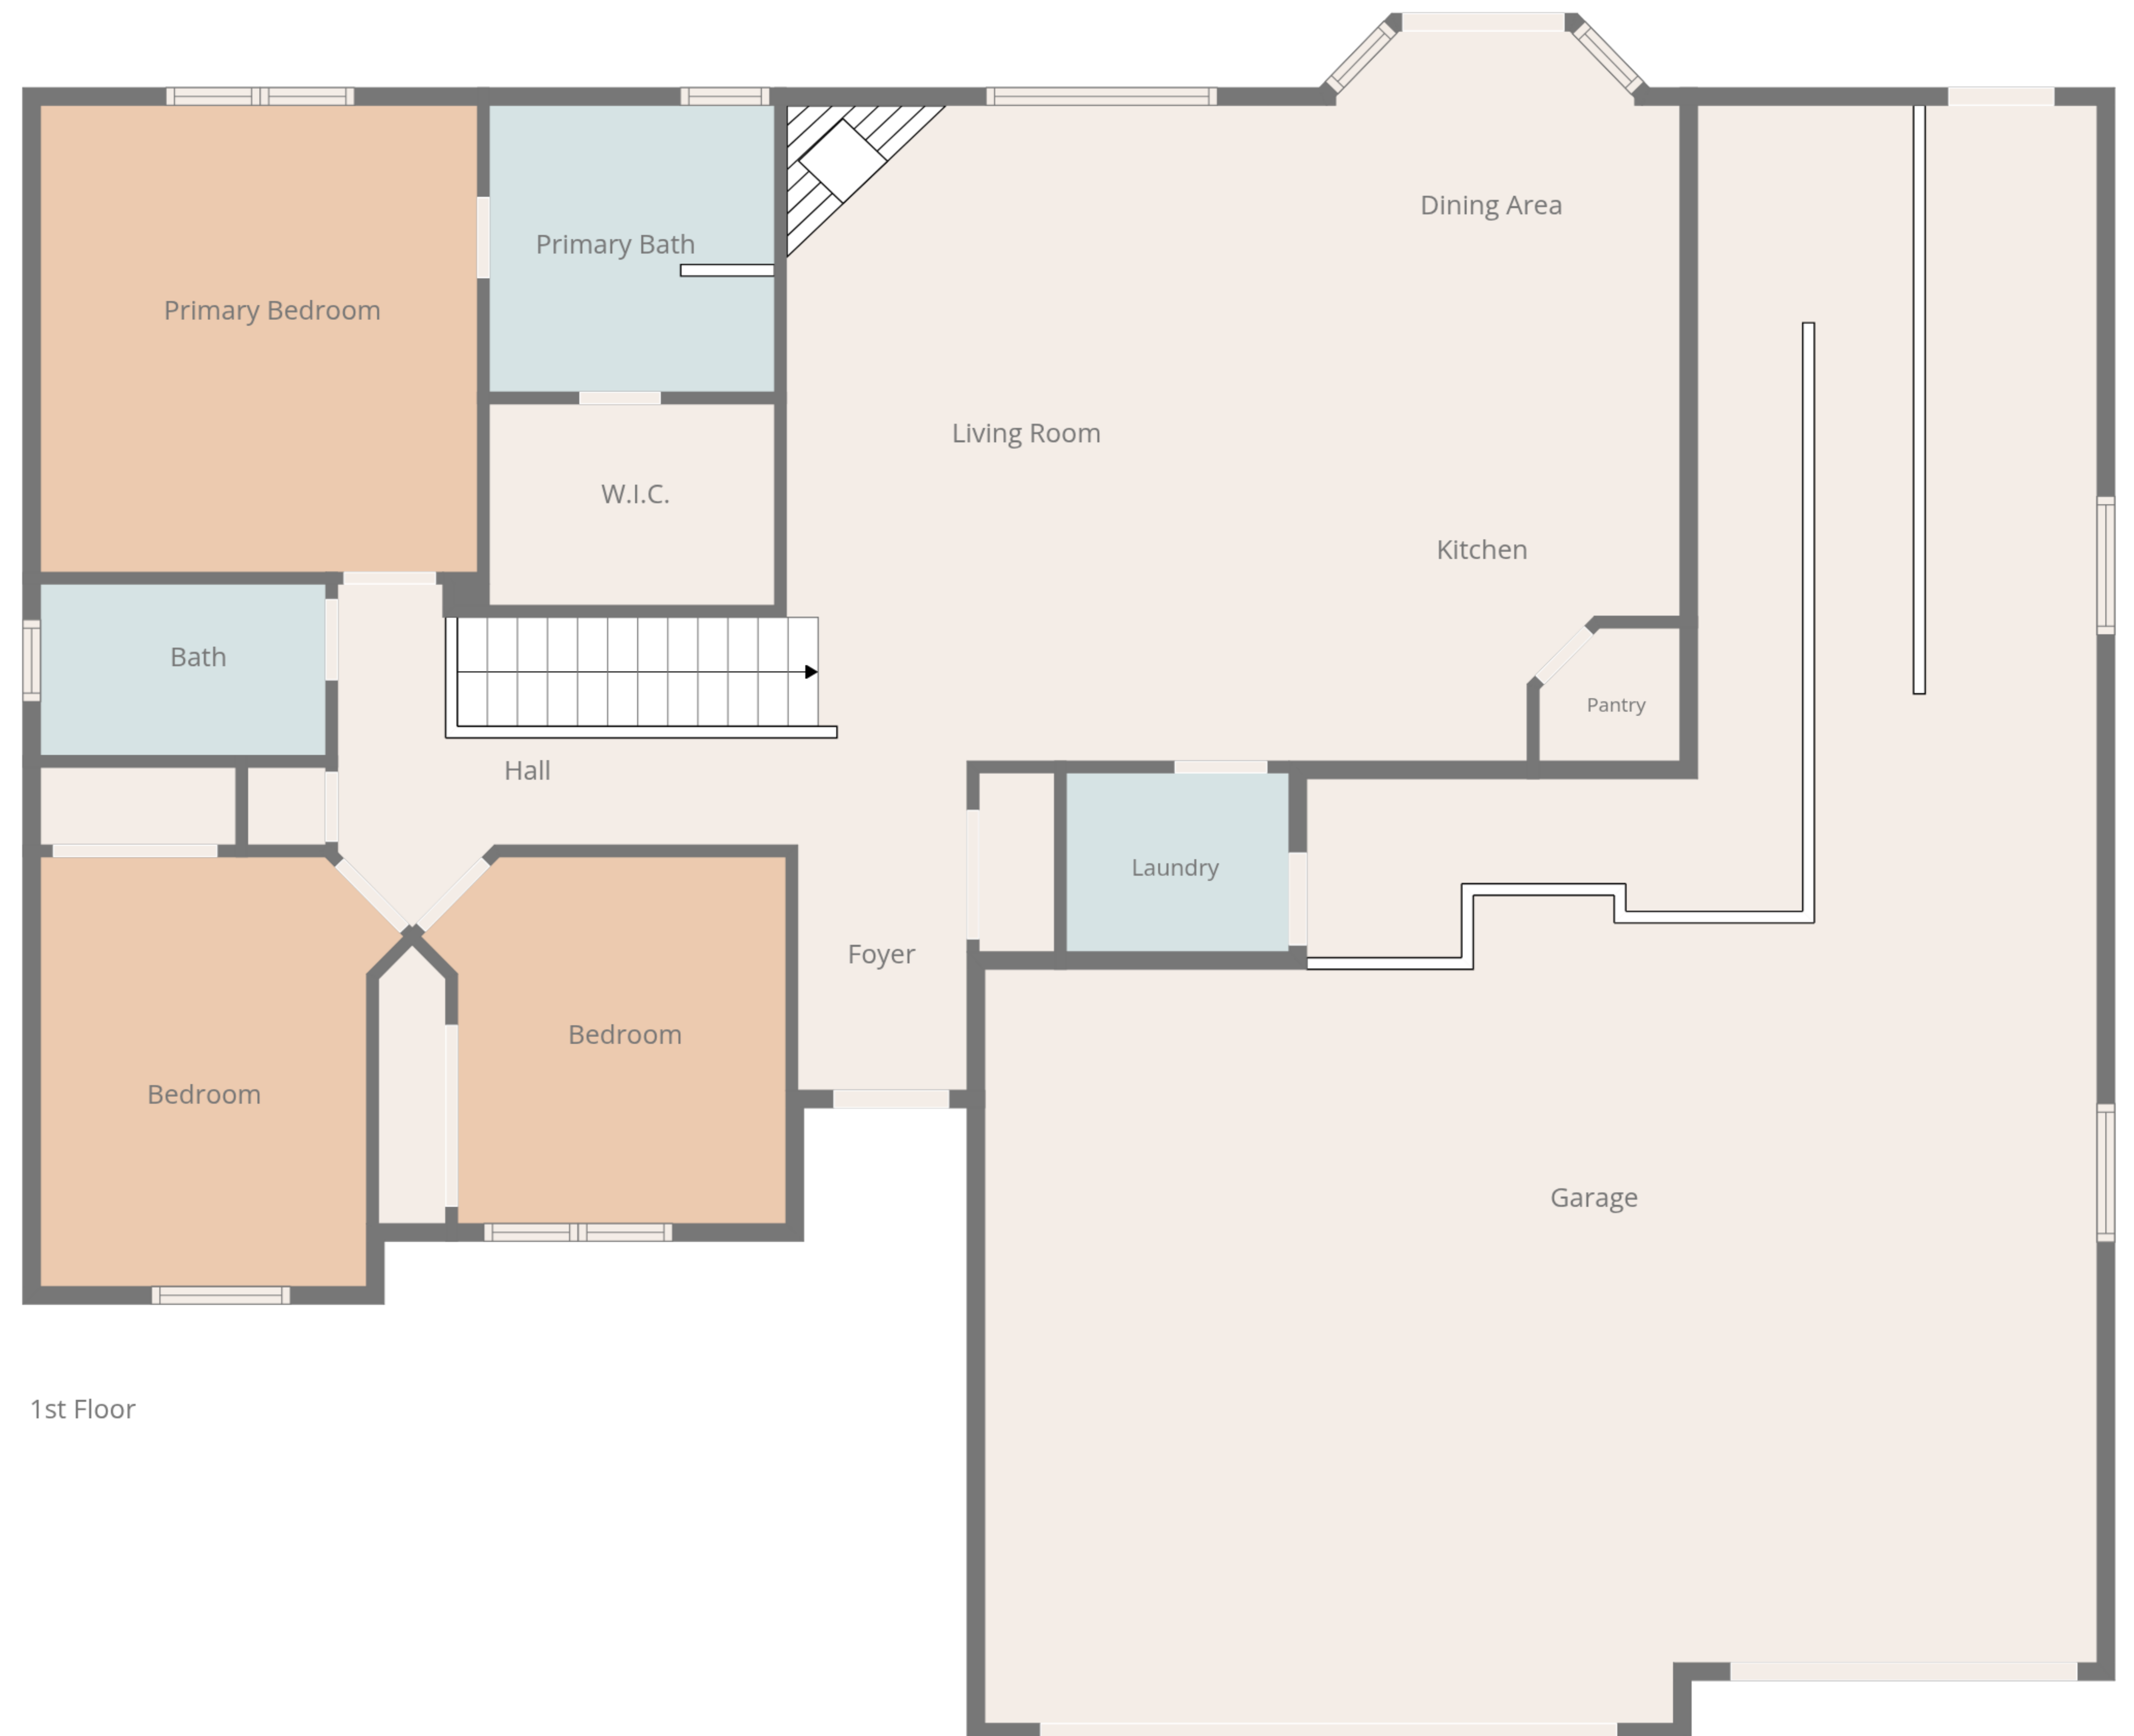 Dining Area
Primary Bath
Primary Bedroom
Living Room
W.I.C.
Kitchen
Bath
Pantry
Hall
Laundry
Foyer
Bedroom
Bedroom
Garage
1st Floor